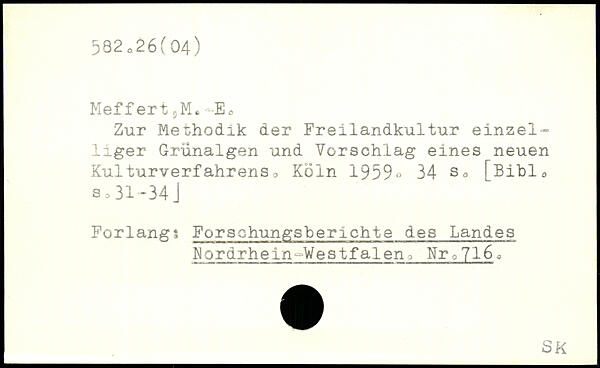 582.26(04)
Meffert,M.-E.
Zur Methodik der Freilandkultur einzel-
liger Grünalgen und Vorschlag eines neuen
Kulturverfahrens. Köln 1959. 34 s. [Bibl.
s.31-34]
Forlang: Forschungsberichte des Landes
Nordrhein-Westfalen. Nr.716.
SK